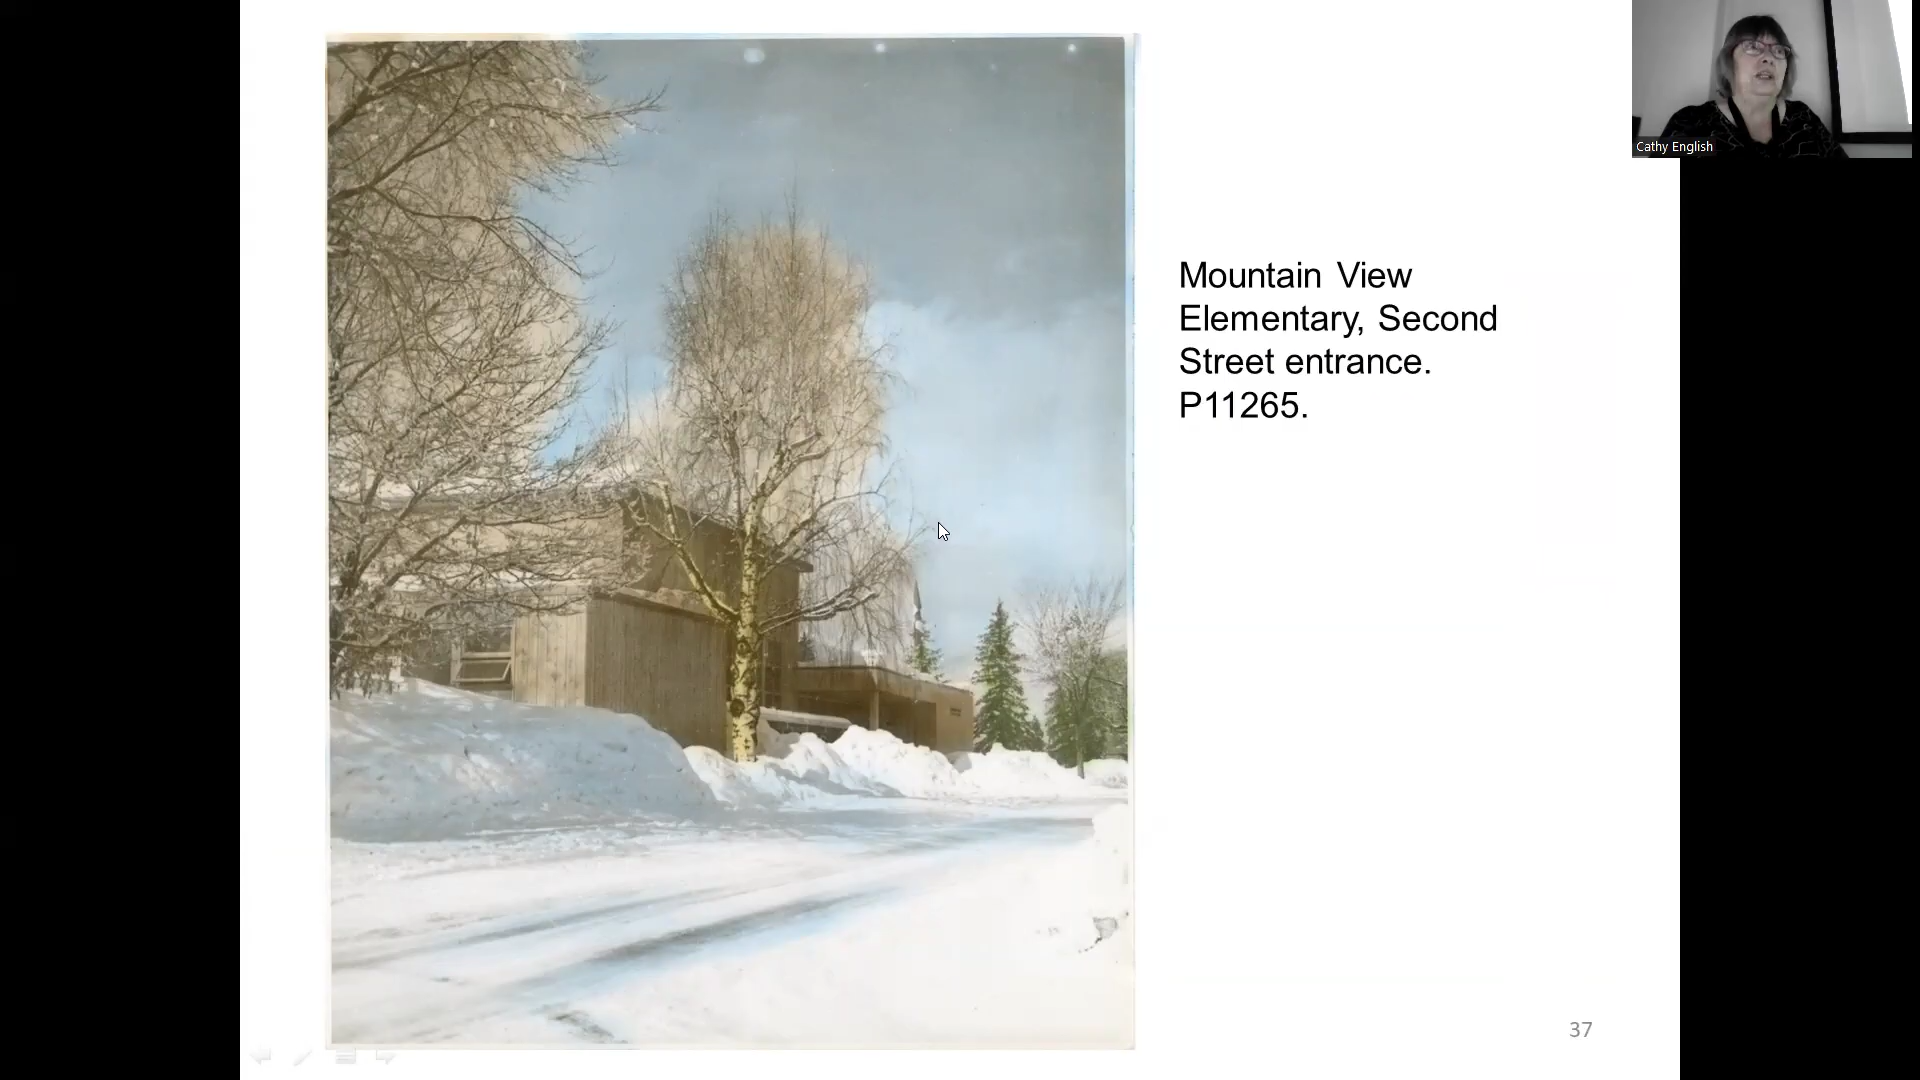 Cathy English
Mountain View
Elementary, Second
Street entrance.
P11265.
37